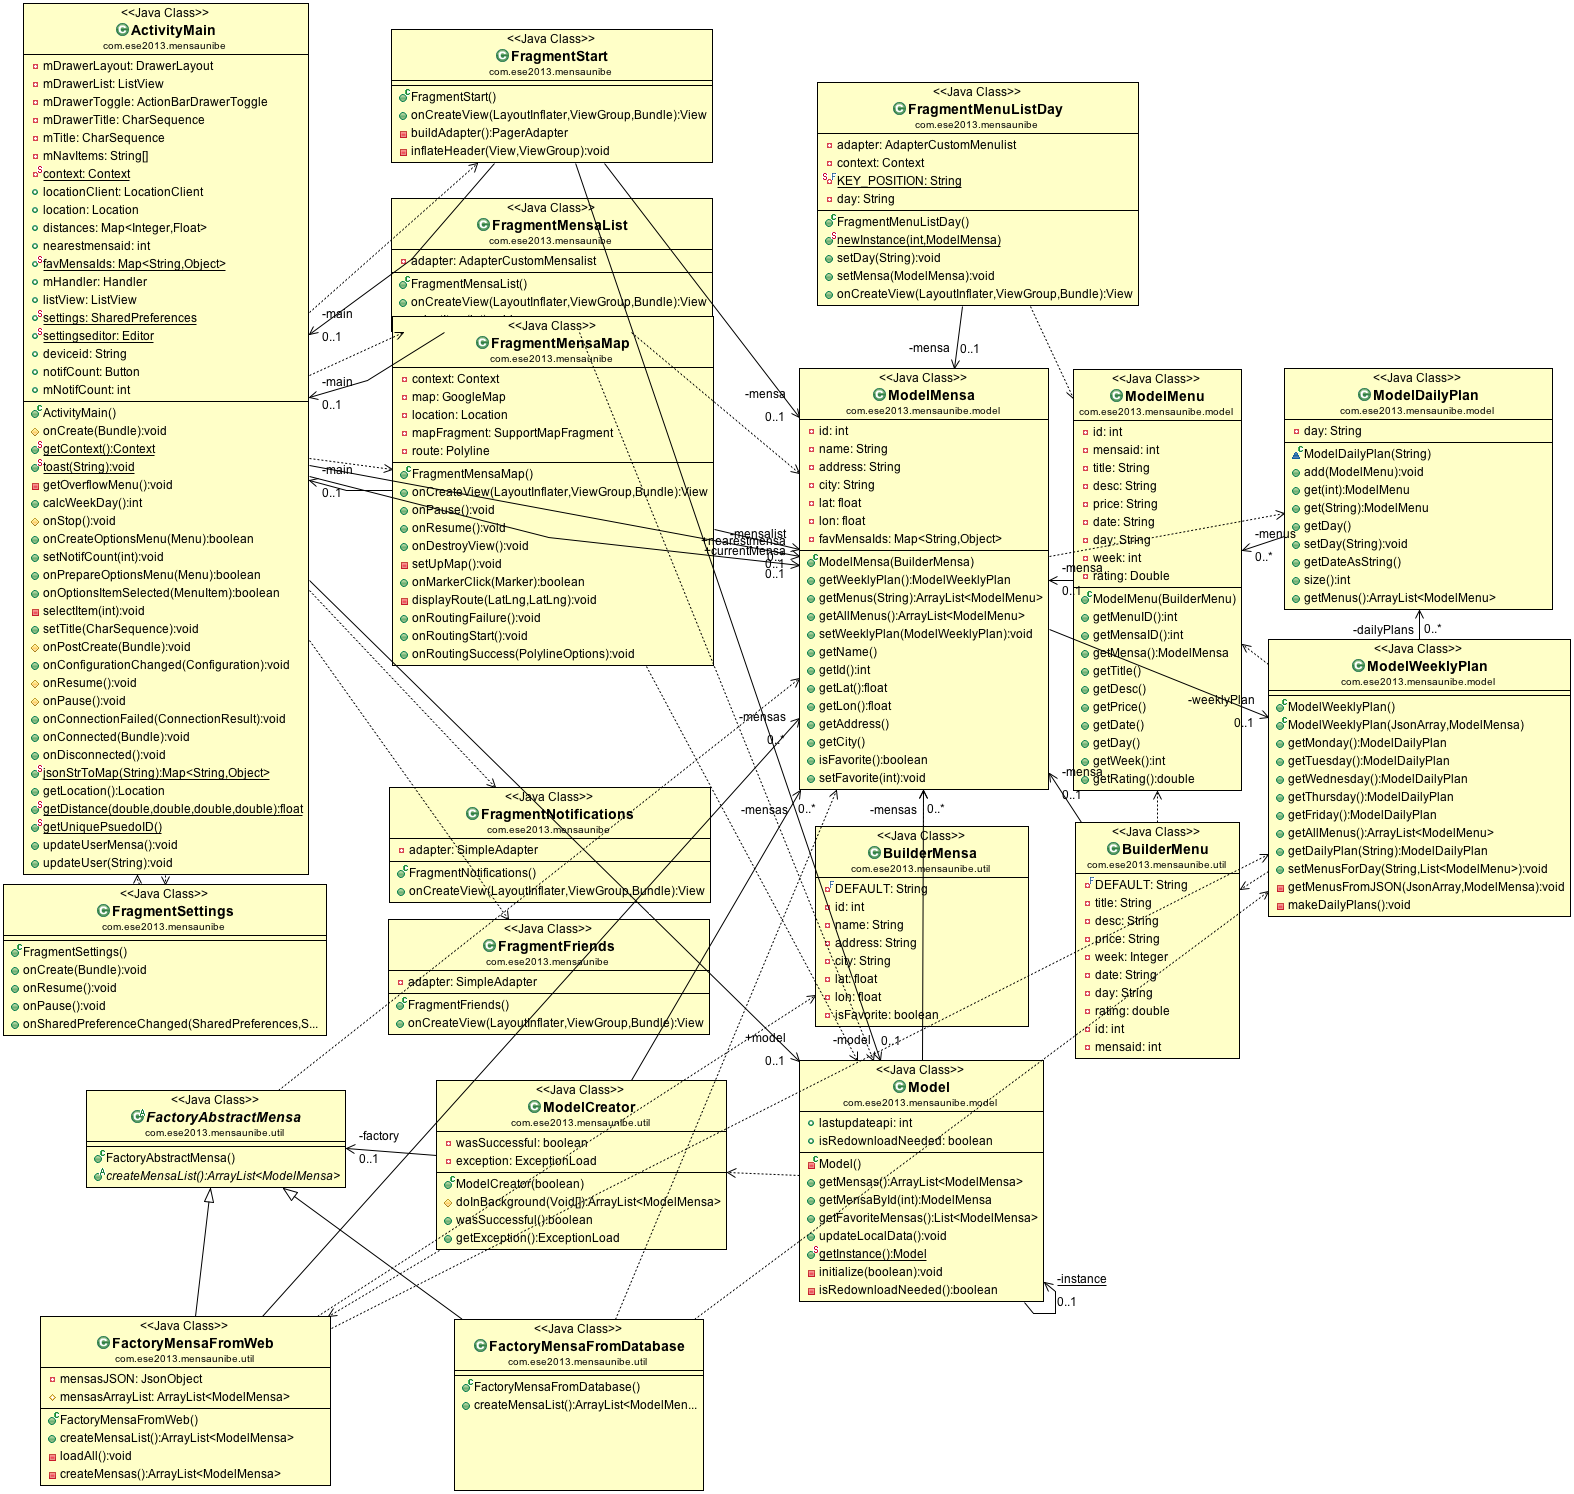 <<Java Class>>
ActivityMain
com.ese2013.mensaunibe
mDrawerLayout: DrawerLayout
mDrawerList: ListView
mDrawerToggle: ActionBarDrawerToggle
mDrawerTitle: CharSequence
mTitle: CharSequence
mNavItems: String[]
context: Context
locationClient: LocationClient
location: Location
distances: Map<Integer,Float>
nearestmensaid: int
favMensaIds: Map<String,Object>
mHandler: Handler
listView: ListView
settings: SharedPreferences
settingseditor: Editor
deviceid: String
notifCount: Button
mNotifCount: int
ActivityMain()
onCreate(Bundle):void
getContext():Context
toast(String):void
getOverflowMenu():void
calcWeekDay():int
onStop():void
onCreateOptionsMenu(Menu):boolean
setNotifCount(int):void
onPrepareOptionsMenu(Menu):boolean
onOptionsItemSelected(MenuItem):boolean
selectItem(int):void
setTitle(CharSequence):void
onPostCreate(Bundle):void
onConfigurationChanged(Configuration):void
onResume():void
onPause():void
onConnectionFailed(ConnectionResult):void
onConnected(Bundle):void
onDisconnected():void
jsonStrToMap(String):Map<String,Object>
getLocation():Location
getDistance(double,double,double,double):float
getUniquePsuedoID()
updateUserMensa():void
updateUser(String):void
<<Java Class>>
FragmentSettings
com.ese2013.mensaunibe
FragmentSettings()
onCreate(Bundle):void
onResume():void
onPause():void
onSharedPreferenceChanged(SharedPreferences,S...
<<Java Class>>
FragmentStart
com.ese2013.mensaunibe
FragmentStart()
onCreateView(LayoutInflater,ViewGroup,Bundle):View
buildAdapter():PagerAdapter
inflateHeader(View,ViewGroup):void
<<Java Class>>
FragmentMensaList
com.ese2013.mensaunibe
adapter: AdapterCustomMensalist
FragmentMensaList()
onCreateView(LayoutInflater,ViewGroup,Bundle):View
<<Java Class>>
FragmentMensaMap
com.ese2013.mensaunibe
context: Context
map: GoogleMap
location: Location
mapFragment: SupportMapFragment
route: Polyline
FragmentMensaMap()
onCreateView(LayoutInflater,ViewGroup,Bundle):View
onPause():void
onResume():void
onDestroyView():void
setUpMap():void
onMarkerClick(Marker):boolean
displayRoute(LatLng,LatLng):void
onRoutingFailure():void
onRoutingStart():void
onRoutingSuccess(PolylineOptions):void
-main
0..1
-main
0..1
-main
0..1
<<Java Class>>
FragmentNotifications
com.ese2013.mensaunibe
adapter: SimpleAdapter
FragmentNotifications()
onCreateView(LayoutInflater,ViewGroup,Bundle):View
<<Java Class>>
FragmentFriends
com.ese2013.mensaunibe
adapter: SimpleAdapter
FragmentFriends()
onCreateView(LayoutInflater,ViewGroup,Bundle):View
<<Java Class>>
FragmentMenuListDay
com.ese2013.mensaunibe
adapter: AdapterCustomMenulist
context: Context
KEY_POSITION: String
day: String
FragmentMenuListDay()
newInstance(int,ModelMensa)
setDay(String):void
setMensa(ModelMensa):void
onCreateView(LayoutInflater,ViewGroup,Bundle):View
-mensa
0..1
-mensa
0..1
-mensalist
+nearestmensa
+currentMensa
0..*
0..1
0..1
<<Java Class>>
ModelMensa
com.ese2013.mensaunibe.model
id: int
name: String
address: String
city: String
lat: float
lon: float
favMensaIds: Map<String,Object>
ModelMensa(BuilderMensa)
getWeeklyPlan():ModelWeeklyPlan
getMenus(String):ArrayList<ModelMenu>
getAllMenus():ArrayList<ModelMenu>
setWeeklyPlan(ModelWeeklyPlan):void
getName()
getId():int
getLat():float
getLon():float
getAddress()
getCity()
isFavorite():boolean
setFavorite(int):void
-mensas
0..*
-mensas
0..*
-mensas
0..*
<<Java Class>>
ModelMenu
com.ese2013.mensaunibe.model
id: int
mensaid: int
title: String
desc: String
price: String
date: String
day: String
week: int
rating: Double
ModelMenu(BuilderMenu)
getMenuID():int
getMensaID():int
getMensa():ModelMensa
getTitle()
getDesc()
getPrice()
getDate()
getDay()
getWeek():int
getRating():double
-mensa
0..1
-mensa
0..1
-menus
0..*
<<Java Class>>
ModelDailyPlan
com.ese2013.mensaunibe.model
day: String
ModelDailyPlan(String)
add(ModelMenu):void
get(int):ModelMenu
get(String):ModelMenu
getDay()
setDay(String):void
getDateAsString()
size():int
getMenus():ArrayList<ModelMenu>
-dailyPlans
0..*
-weeklyPlan
0..1
<<Java Class>>
ModelWeeklyPlan
com.ese2013.mensaunibe.model
ModelWeeklyPlan()
ModelWeeklyPlan(JsonArray,ModelMensa)
getMonday():ModelDailyPlan
getTuesday():ModelDailyPlan
getWednesday():ModelDailyPlan
getThursday():ModelDailyPlan
getFriday():ModelDailyPlan
getAllMenus():ArrayList<ModelMenu>
getDailyPlan(String):ModelDailyPlan
setMenusForDay(String,List<ModelMenu>):void
getMenusFromJSON(JsonArray,ModelMensa):void
makeDailyPlans():void
<<Java Class>>
BuilderMensa
com.ese2013.mensaunibe.util
DEFAULT: String
id: int
name: String
address: String
city: String
lat: float
lon: float
isFavorite: boolean
<<Java Class>>
BuilderMenu
com.ese2013.mensaunibe.util
DEFAULT: String
title: String
desc: String
price: String
week: Integer
date: String
day: String
rating: double
id: int
mensaid: int
+model
0..1
-model
0..1
<<Java Class>>
Model
com.ese2013.mensaunibe.model
lastupdateapi: int
isRedownloadNeeded: boolean
Model()
getMensas():ArrayList<ModelMensa>
getMensaById(int):ModelMensa
getFavoriteMensas():List<ModelMensa>
updateLocalData():void
getInstance():Model
initialize(boolean):void
isRedownloadNeeded():boolean
-instance
0..1
<<Java Class>>
FactoryAbstractMensa
com.ese2013.mensaunibe.util
FactoryAbstractMensa()
createMensaList():ArrayList<ModelMensa>
-factory
0..1
<<Java Class>>
ModelCreator
com.ese2013.mensaunibe.util
wasSuccessful: boolean
exception: ExceptionLoad
ModelCreator(boolean)
doInBackground(Void[]):ArrayList<ModelMensa>
wasSuccessful():boolean
getException():ExceptionLoad
<<Java Class>>
FactoryMensaFromWeb
com.ese2013.mensaunibe.util
mensasJSON: JsonObject
mensasArrayList: ArrayList<ModelMensa>
FactoryMensaFromWeb()
createMensaList():ArrayList<ModelMensa>
loadAll():void
createMensas():ArrayList<ModelMensa>
<<Java Class>>
FactoryMensaFromDatabase
com.ese2013.mensaunibe.util
FactoryMensaFromDatabase()
createMensaList():ArrayList<ModelMen...